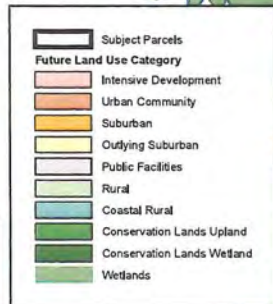 Subject Parcels
Future Land Use Category
Intensive Development
Urban Community
Suburban
Outlying Suburban
Public Facilities
Rural
Coastal Rural
Conservation Lands Upland
Conservation Lands Wetland
Wetlands